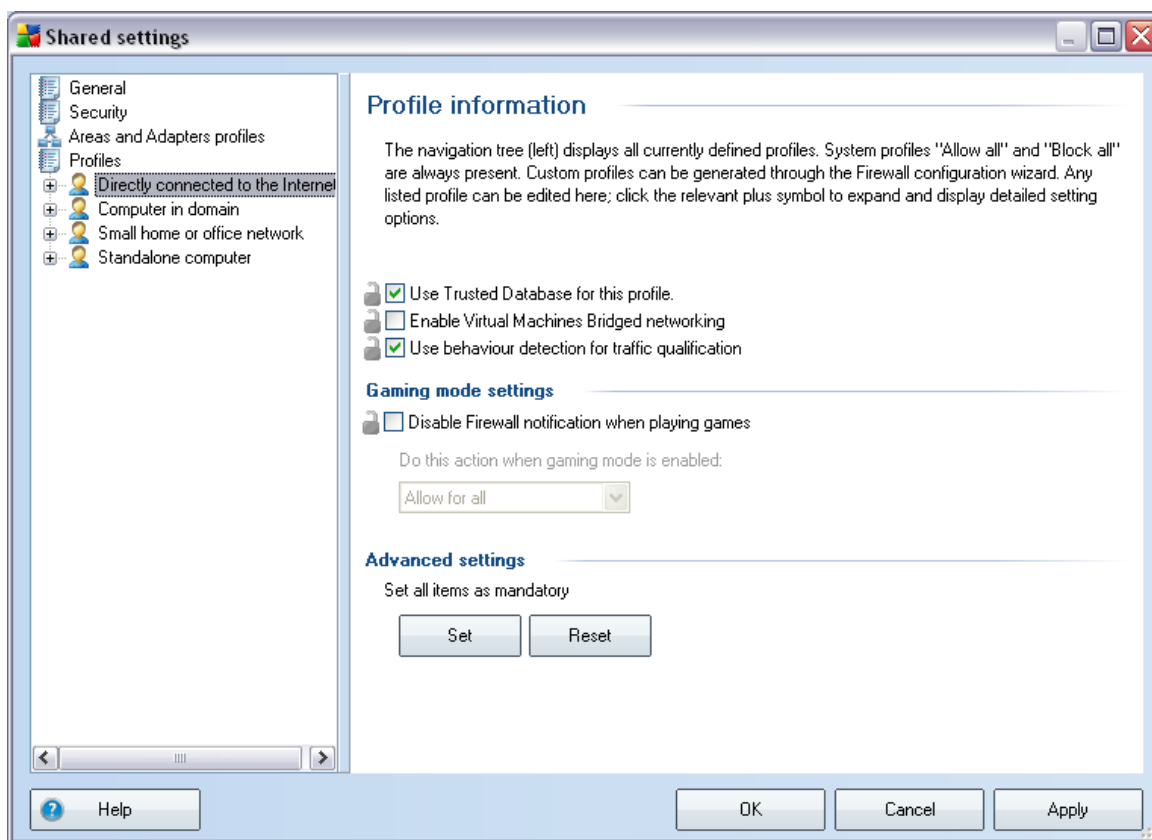 Shared settings
General
Security
Areas and Adapters profiles
Profiles
Directly connected to the Internet
Computer in domain
Small home or office network
Standalone computer
Profile information
The navigation tree (left) displays all currently defined profiles. System profiles "Allow all" and "Block all"
are always present. Custom profiles can be generated through the Firewall configuration wizard. Any
listed profile can be edited here; click the relevant plus symbol to expand and display detailed setting
options.
Use Trusted Database for this profile.
Enable Virtual Machines Bridged networking
Use behaviour detection for traffic qualification
Gaming mode settings
Disable Firewall notification when playing games
Do this action when gaming mode is enabled:
Allow for all
Advanced settings
Set all items as mandatory
Set
Reset
Help
OK
Cancel
Apply